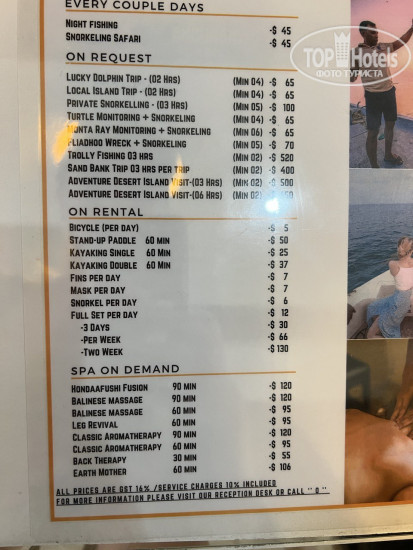 EVERY COUPLE DAYS
NIGHT FISHING -$ 45
SNORKELING SAFARI -$ 45
TOP Hotels
ФОТО ТУРИСТА
ON REQUEST
LUCKY DOLPHIN TRIP - (02 HRS) (MIN 04) -$ 65
LOCAL ISLAND TRIP - (02 HRS) (MIN 04) -$ 65
PRIVATE SNORKELLING - (03 HRS) (MIN 05) -$ 100
TURTLE MONITORING + SNORKELING (MIN 04) -$ 65
MONTA RAY MONITORING + SNORKELING (MIN 06) -$ 65
FLIADHOO WRECK + SNORKELING (MIN 05) -$ 70
TROLLY FISHING 03 HRS (MIN 02) -$ 520
SAND BANK TRIP 03 HRS PER TRIP (MIN 02) -$ 400
ADVENTURE DESERT ISLAND VISIT-(03 HRS) (MIN 02) -$ 500
ADVENTURE DESERT ISLAND VISIT-(06 HRS) (MIN 02)
ON RENTAL
BICYCLE (PER DAY) -$ 5
STAND-UP PADDLE 60 MIN -$ 50
KAYAKING SINGLE 60 MIN -$ 25
KAYAKING DOUBLE 60 MIN -$ 37
FINS PER DAY -$ 7
MASK PER DAY -$ 7
SNORKEL PER DAY -$ 6
FULL SET PER DAY -$ 12
-3 DAYS -$ 30
-PER WEEK -$ 66
-TWO WEEK -$ 130
SPA ON DEMAND
HONDAAFUSHI FUSION 90 MIN -$ 120
BALINESE MASSAGE 90 MIN -$ 120
BALINESE MASSAGE 60 MIN -$ 95
LEG REVIVAL 60 MIN -$ 95
CLASSIC AROMATHERAPY 90 MIN -$ 120
CLASSIC AROMATHERAPY 60 MIN -$ 95
BACK THERAPY 30 MIN -$ 55
EARTH MOTHER 60 MIN -$ 106
ALL PRICES ARE GST 16% /SERVICE CHARGES 10% INCLUDED
FOR MORE INFORMATION PLEASE VISIT OUR RECEPTION DESK OR CALL " 0 "